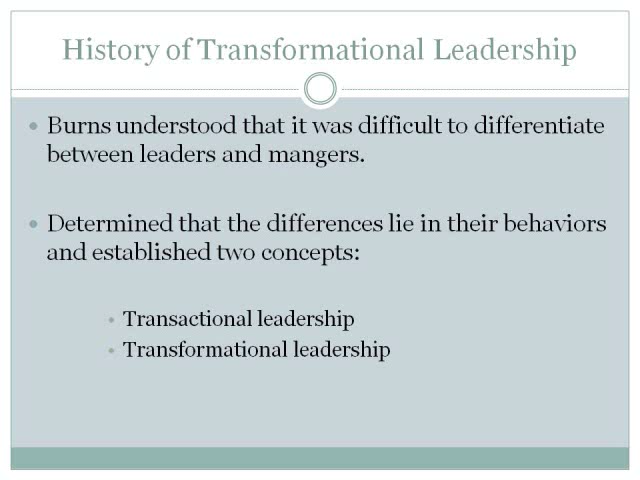 History of Transformational Leadership
• Burns understood that it was difficult to differentiate
between leaders and mangers.
• Determined that the differences lie in their behaviors
and established two concepts:
• Transactional leadership
• Transformational leadership